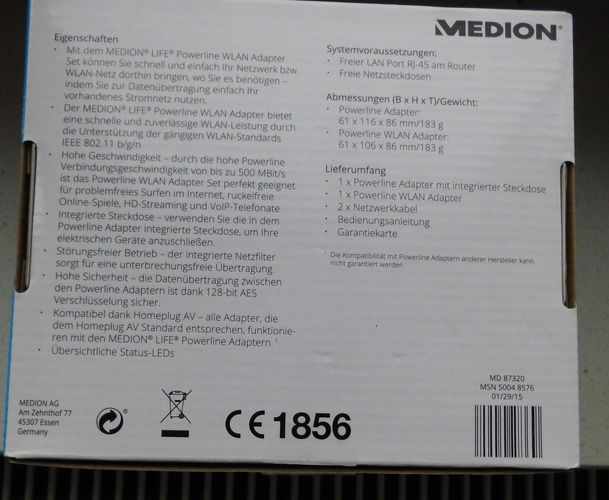 MEDION®
Eigenschaften
· Mit dem MEDION® LIFE® Powerline WLAN Adapter
Set können Sie schnell und einfach Ihr Netzwerk bzw.
WLAN-Netz dorthin bringen, wo Sie es benötigen –
indem Sie zur Datenübertragung einfach Ihr
vorhandenes Stromnetz nutzen.
· Der MEDION® LIFE® Powerline WLAN Adapter bietet
eine schnelle und zuverlässige WLAN-Leistung durch
die Unterstützung der gängigen WLAN-Standards
IEEE 802.11 b/g/n
· Hohe Geschwindigkeit – durch die hohe Powerline
Verbindungsgeschwindigkeit von bis zu 500 MBit/s
ist das Powerline WLAN Adapter Set perfekt geeignet
für problemfreies Surfen im Internet, ruckelfreie
Online-Spiele, HD-Streaming und VoIP-Telefonate
· Integrierte Steckdose – verwenden Sie die in dem
Powerline Adapter integrierte Steckdose, um Ihre
elektrischen Geräte anzuschließen.
· Störungsfreier Betrieb – der integrierte Netzfilter
sorgt für eine unterbrechungsfreie Übertragung.
· Hohe Sicherheit – die Datenübertragung zwischen
den Powerline Adaptern ist dank 128-bit AES
Verschlüsselung sicher.
· Kompatibel dank Homeplug AV – alle Adapter, die
dem Homeplug AV Standard entsprechen, funktionie-
ren mit den MEDION® LIFE® Powerline Adaptern. ¹
· Übersichtliche Status-LEDs
Systemvoraussetzungen:
· Freier LAN Port RJ-45 am Router
· Freie Netzsteckdosen
Abmessungen (B x H x T)/Gewicht:
· Powerline Adapter:
61 x 116 x 86 mm/183 g
· Powerline WLAN Adapter:
61 x 106 x 86 mm/183 g
Lieferumfang
· 1 x Powerline Adapter mit integrierter Steckdose
· 1 x Powerline WLAN Adapter
· 2 x Netzwerkkabel
· Bedienungsanleitung
· Garantiekarte
¹ Die Kompatibilität mit Powerline Adaptern anderer Hersteller kann
nicht garantiert werden
MEDION AG
Am Zehnthof 77
45307 Essen
Germany
CE 1856
MD 87320
MSN 5004 8576
01/29/15